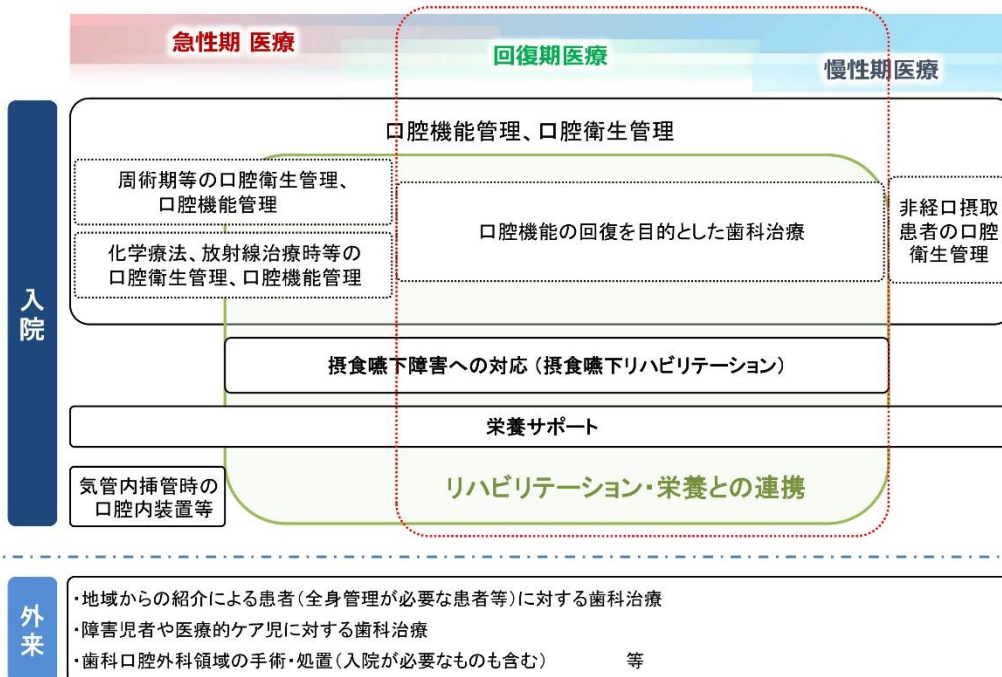 急性期 医療
回復期医療
慢性期医療
入院
口腔機能管理、口腔衛生管理
周術期等の口腔衛生管理、
口腔機能管理
化学療法、放射線治療時等の
口腔衛生管理、口腔機能管理
口腔機能の回復を目的とした歯科治療
非経口摂取
患者の口腔
衛生管理
摂食嚥下障害への対応(摂食嚥下リハビリテーション)
栄養サポート
気管内挿管時の
口腔内装置等
リハビリテーション・栄養との連携
外来
・地域からの紹介による患者(全身管理が必要な患者等)に対する歯科治療
・障害児者や医療的ケア児に対する歯科治療
・歯科口腔外科領域の手術・処置(入院が必要なものも含む) 等